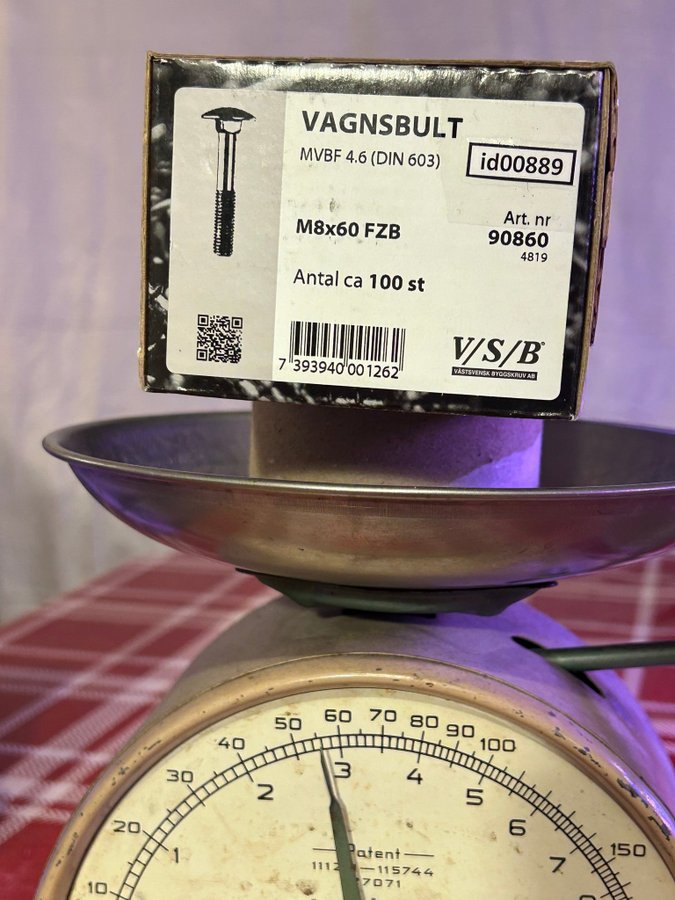 VAGNSBULT
MVBF 4.6 (DIN 603)
id00889
M8x60 FZB
Art. nr
90860
4819
Antal ca 100 st
7 393940 001262
V/S/B
VÄSTSVENSK BYGGSKRUV AB
10 20 30 40 50 60 70 80 90 100 150
1 2 3 4 5 6 7
Patent
115744
7071